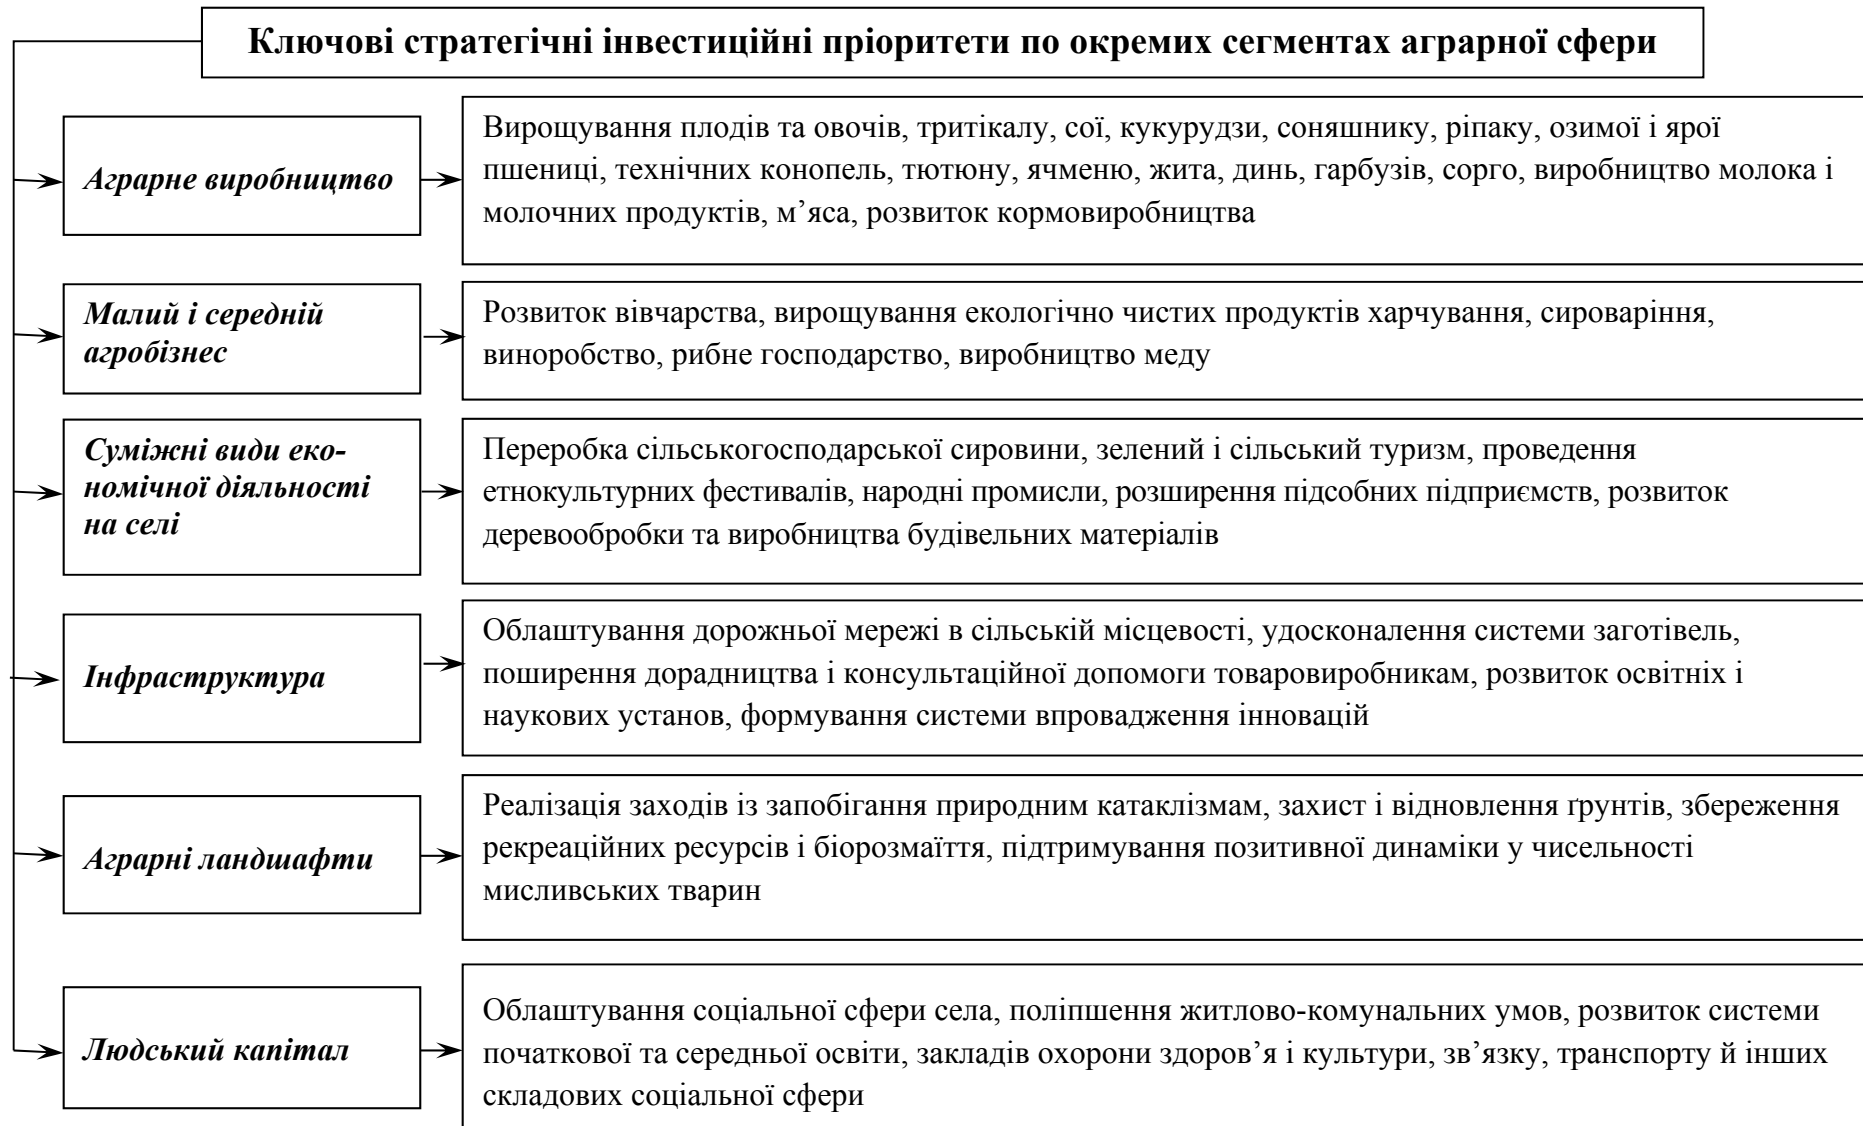 Ключові стратегічні інвестиційні пріоритети по окремих сегментах аграрної сфери
Аграрне виробництво
Вирощування плодів та овочів, тритікалу, сої, кукурудзи, соняшнику, ріпаку, озимої і ярої
пшениці, технічних конопель, тютюну, ячменю, жита, динь, гарбузів, сорго, виробництво молока і
молочних продуктів, м’яса, розвиток кормовиробництва
Малий і середній
агробізнес
Розвиток вівчарства, вирощування екологічно чистих продуктів харчування, сироваріння,
виноробство, рибне господарство, виробництво меду
Суміжні види еко-
номічної діяльності
на селі
Переробка сільськогосподарської сировини, зелений і сільський туризм, проведення
етнокультурних фестивалів, народні промисли, розширення підсобних підприємств, розвиток
деревообробки та виробництва будівельних матеріалів
Інфраструктура
Облаштування дорожньої мережі в сільській місцевості, удосконалення системи заготівель,
поширення дорадництва і консультаційної допомоги товаровиробникам, розвиток освітніх і
наукових установ, формування системи впровадження інновацій
Аграрні ландшафти
Реалізація заходів із запобігання природним катаклізмам, захист і відновлення ґрунтів, збереження
рекреаційних ресурсів і біорозмаїття, підтримування позитивної динаміки у чисельності
мисливських тварин
Людський капітал
Облаштування соціальної сфери села, поліпшення житлово-комунальних умов, розвиток системи
початкової та середньої освіти, закладів охорони здоров’я і культури, зв’язку, транспорту й інших
складових соціальної сфери